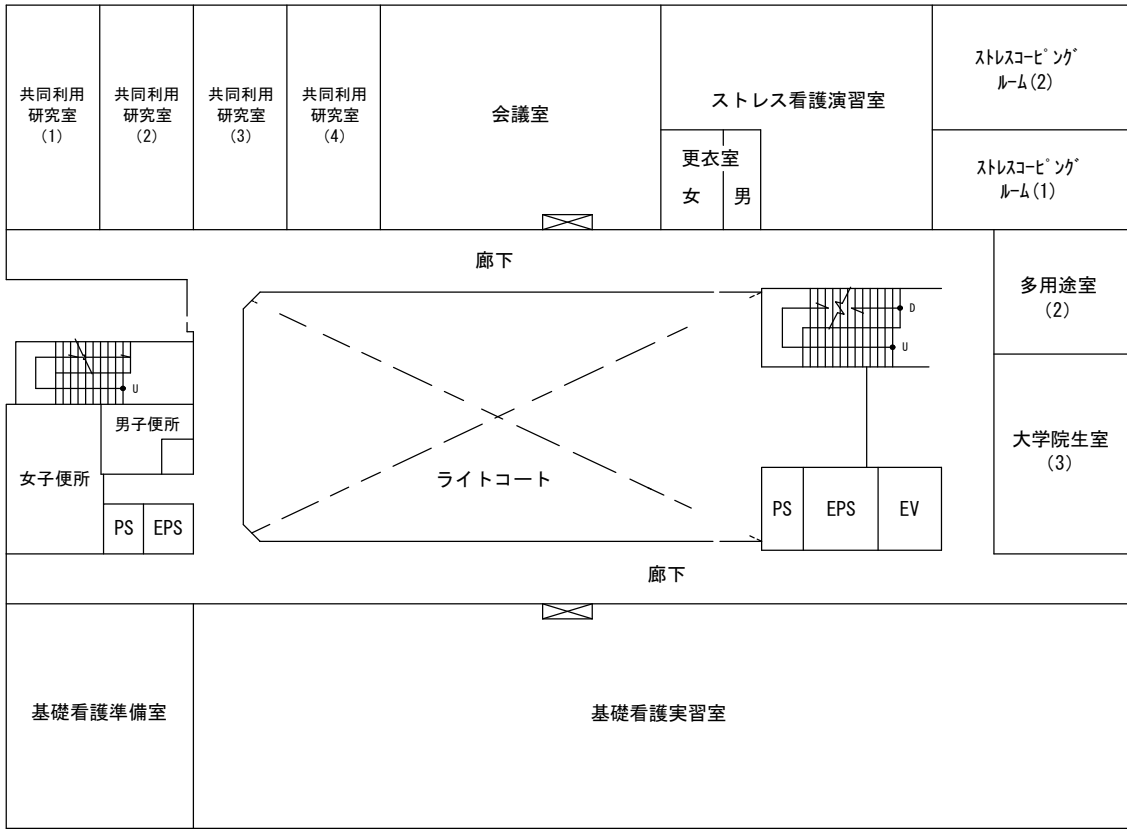 共同利用
研究室
(1)
共同利用
研究室
(2)
共同利用
研究室
(3)
共同利用
研究室
(4)
会議室
ストレス看護演習室
更衣室
女
男
ｽﾄﾚｽｺｰﾋﾟﾝｸﾞ
ﾙｰﾑ(2)
ｽﾄﾚｽｺｰﾋﾟﾝｸﾞ
ﾙｰﾑ(1)
廊下
多用途室
(2)
D
U
U
男子便所
女子便所
PS
EPS
ライトコート
PS
EPS
EV
大学院生室
(3)
廊下
基礎看護準備室
基礎看護実習室